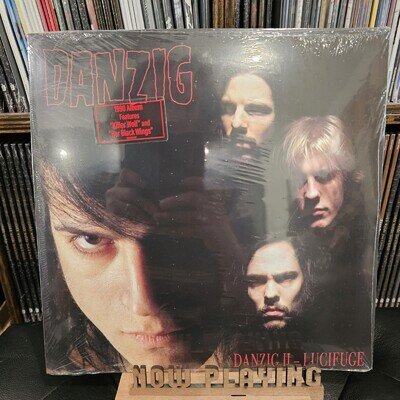 DANZIG
1990 Album
Features
"Killer Wolf" and
"Her Black Wings"
DANZIG II - LUCIFUGE
NOW PLAYING